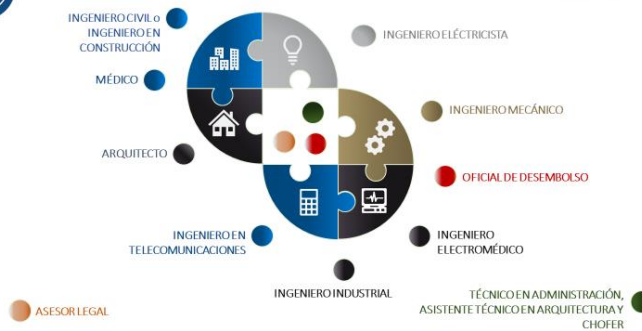 INGENIERO CIVIL o
INGENIERO EN
CONSTRUCCIÓN
INGENIERO ELÉCTRICISTA
MÉDICO
INGENIERO MECÁNICO
ARQUITECTO
OFICIAL DE DESEMBOLSO
INGENIERO EN
TELECOMUNICACIONES
INGENIERO
ELECTROMÉDICO
INGENIERO INDUSTRIAL
TÉCNICO EN ADMINISTRACIÓN,
ASISTENTE TÉCNICO EN ARQUITECTURA Y
CHOFER
ASESOR LEGAL